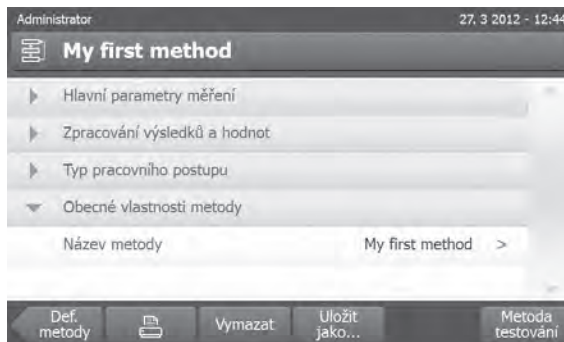 Administrator 27. 3 2012 - 12:44
My first method
Hlavní parametry měření
Zpracování výsledků a hodnot
Typ pracovního postupu
Obecné vlastnosti metody
Název metody My first method >
Def. metody
Vymazat
Uložit jako...
Metoda testování